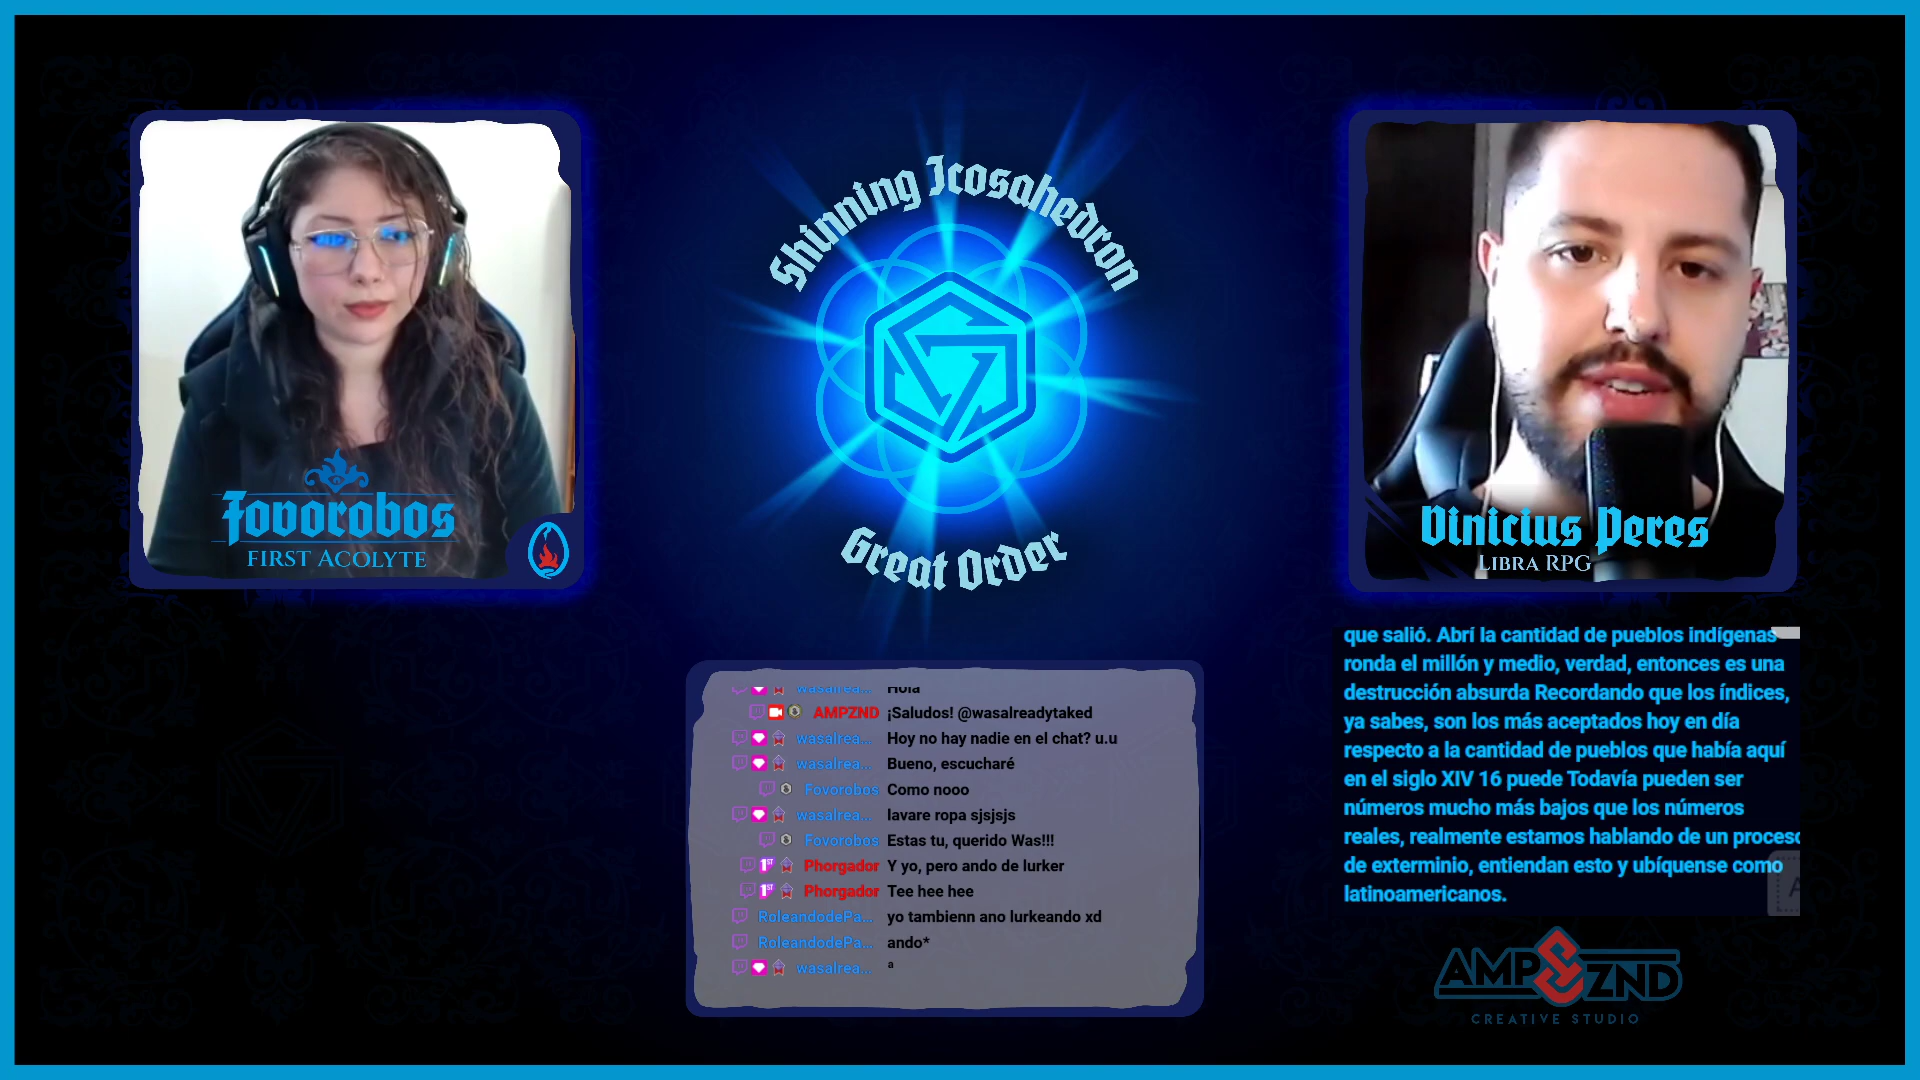 Shinning Icosahedron
Great Order
Fovorobos
FIRST ACOLYTE
Vinicius Peres
LIBRA RPG
wasalrea... Hola
AMPZND ¡Saludos! @wasalreadytaked
wasalrea... Hoy no hay nadie en el chat? u.u
wasalrea... Bueno, escucharé
Fovorobos Como nooo
wasalrea... lavare ropa sjsjsjs
Fovorobos Estas tu, querido Was!!!
1ST Phorgador Y yo, pero ando de lurker
1ST Phorgador Tee hee hee
RoleandodePa... yo tambienn ano lurkeando xd
RoleandodePa... ando*
wasalrea... a
que salió. Abrí la cantidad de pueblos indígenas
ronda el millón y medio, verdad, entonces es una
destrucción absurda Recordando que los índices,
ya sabes, son los más aceptados hoy en día
respecto a la cantidad de pueblos que había aquí
en el siglo XIV 16 puede Todavía pueden ser
números mucho más bajos que los números
reales, realmente estamos hablando de un proceso
de exterminio, entiendan esto y ubíquense como
latinoamericanos.
AMPZND
CREATIVE STUDIO